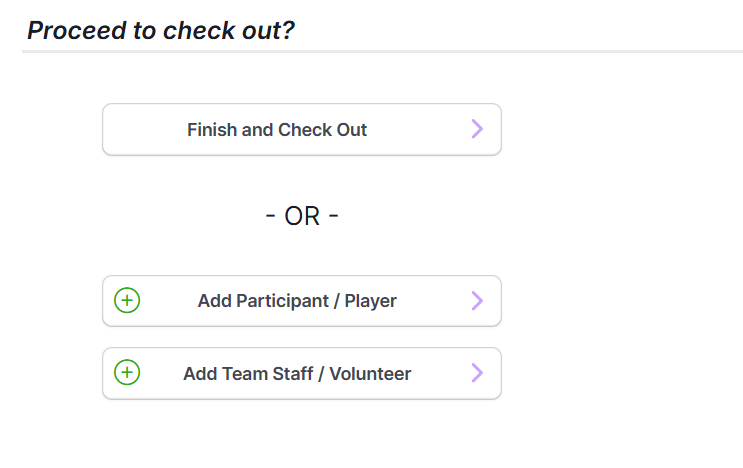 Proceed to check out?
Finish and Check Out
- OR -
Add Participant / Player
Add Team Staff / Volunteer